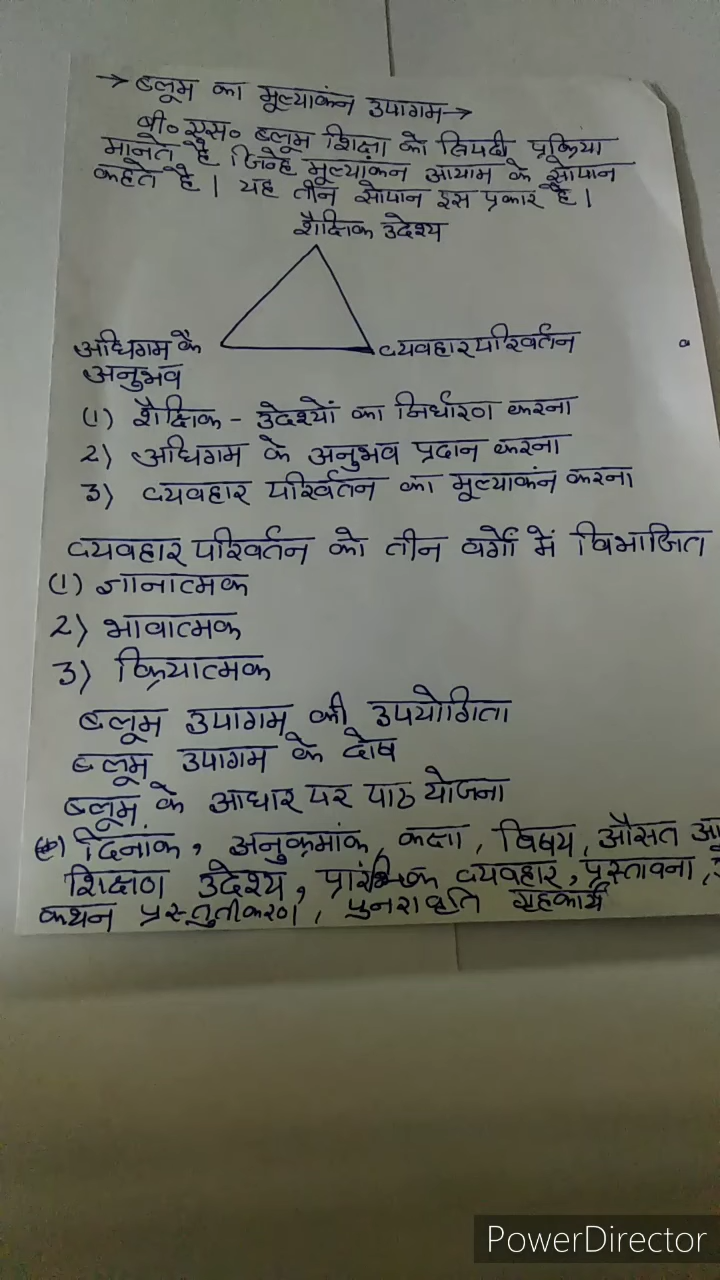 → ब्लूम का मूल्याकंन उपागम →
बी० एस० ब्लूम शिक्षा को त्रिपदी प्रक्रिया
मानते है जिन्हे मूल्यांकन आयाम के सोपान
कहते है । यह तीन सोपान इस प्रकार है ।
शैक्षिक उदेश्य
अधिगम के
अनुभव
व्यवहार परिवर्तन
(1) शैक्षिक - उदेश्यों का निर्धारण करना
2) अधिगम के अनुभव प्रदान करना
3) व्यवहार परिवर्तन का मूल्याकंन करना
व्यवहार परिवर्तन को तीन वर्गों में विभाजित
(1) ज्ञानात्मक
2) भावात्मक
3) क्रियात्मक
ब्लूम उपागम की उपयोगिता
ब्लूम उपागम के दोष
ब्लूम के आधार पर पाठ योजना
दिनांक, अनुक्रमांक, कक्षा, विषय, औसत
शिक्षण उदेश्य, प्रारंभिक व्यवहार, प्रस्तावना,
कथन प्रस्तुतीकरण, पुनरावृति गृहकार्य
PowerDirector